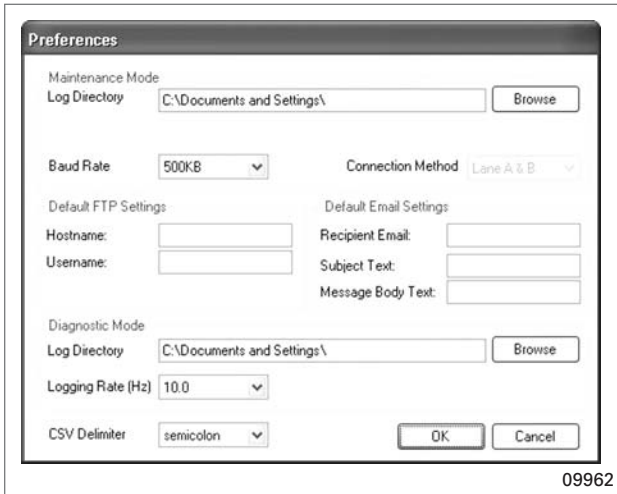 Preferences
Maintenance Mode
Log Directory C:\Documents and Settings\ Browse
Baud Rate 500KB Connection Method Lane A & B
Default FTP Settings Default Email Settings
Hostname: Recipient Email:
Username: Subject Text:
Message Body Text:
Diagnostic Mode
Log Directory C:\Documents and Settings\ Browse
Logging Rate (Hz) 10.0
CSV Delimiter semicolon OK Cancel
09962